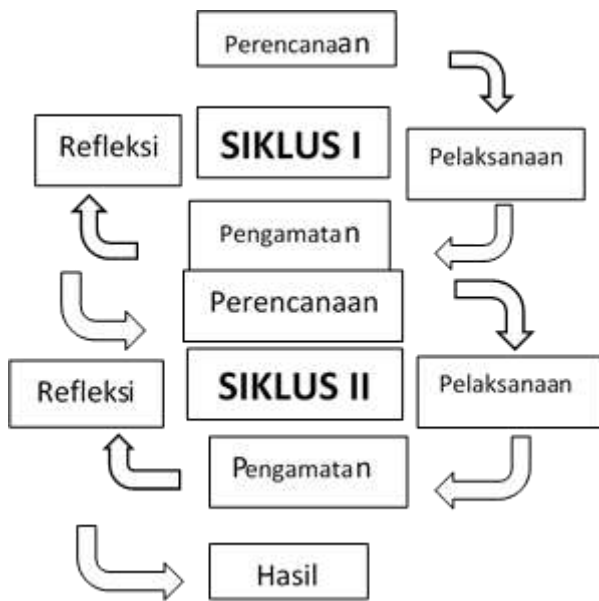 Perencanaan
Refleksi
SIKLUS I
Pelaksanaan
Pengamatan
Perencanaan
Refleksi
SIKLUS II
Pelaksanaan
Pengamatan
Hasil